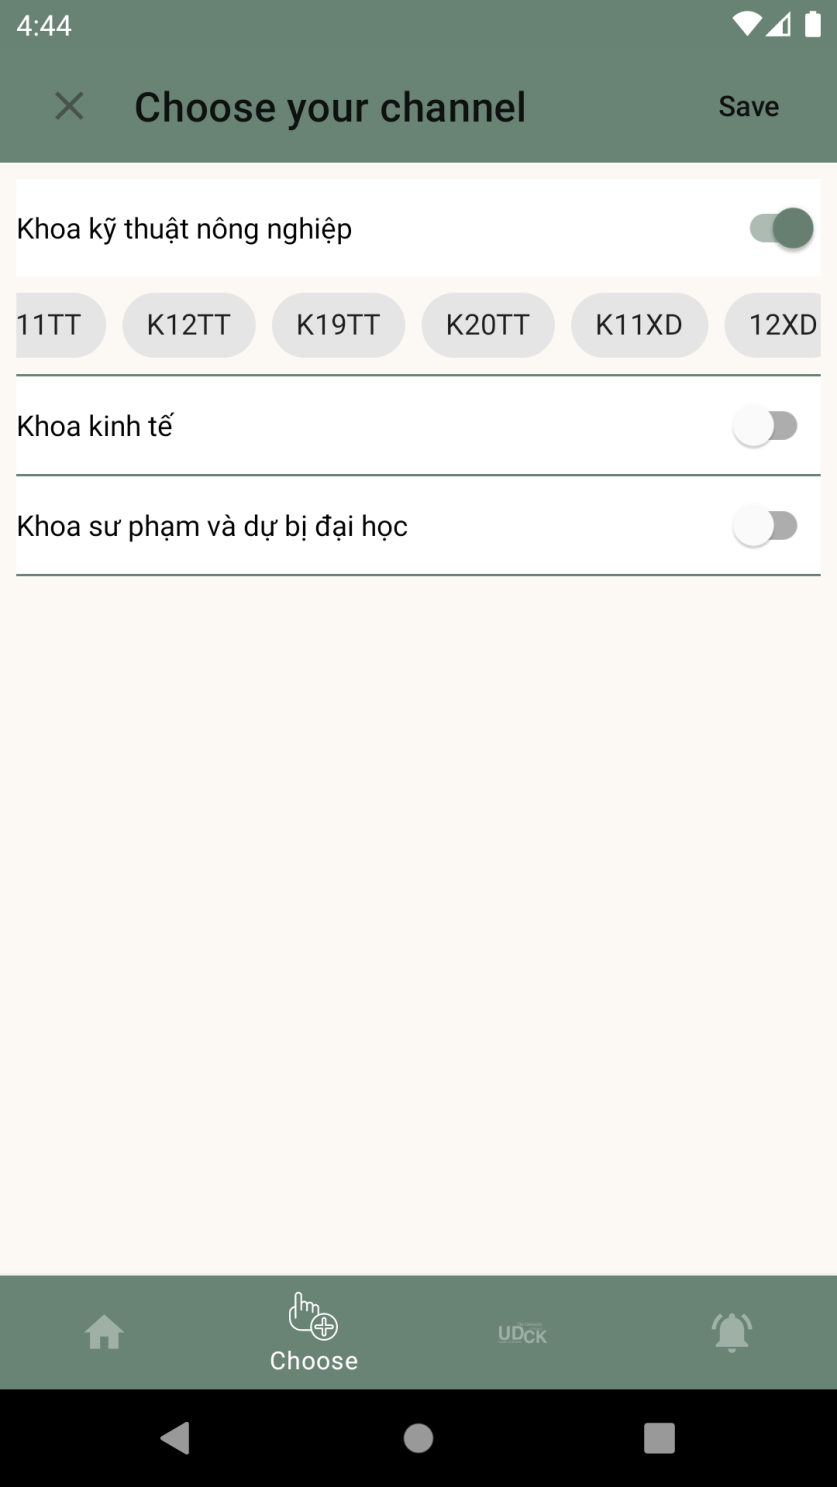 4:44
Choose your channel
Save
Khoa kỹ thuật nông nghiệp
11TT K12TT K19TT K20TT K11XD 12XD
Khoa kinh tế
Khoa sư phạm và dự bị đại học
UDCK
Choose